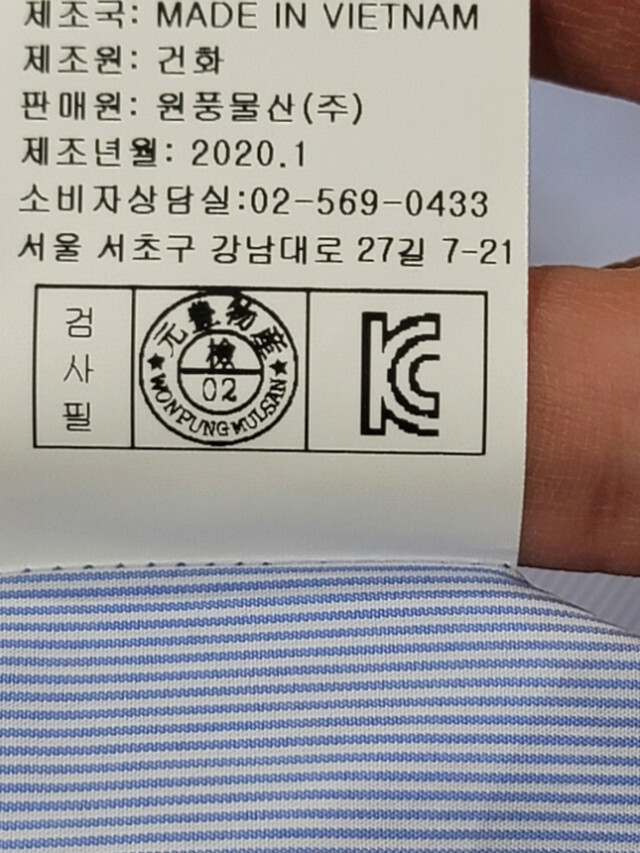 제조국: MADE IN VIETNAM
제조원: 건화
판매원: 원풍물산(주)
제조년월: 2020.1
소비자상담실:02-569-0433
서울 서초구 강남대로 27길 7-21
검
사
필
元豊物産
檢
02
WONPUNG MULSAN
KC